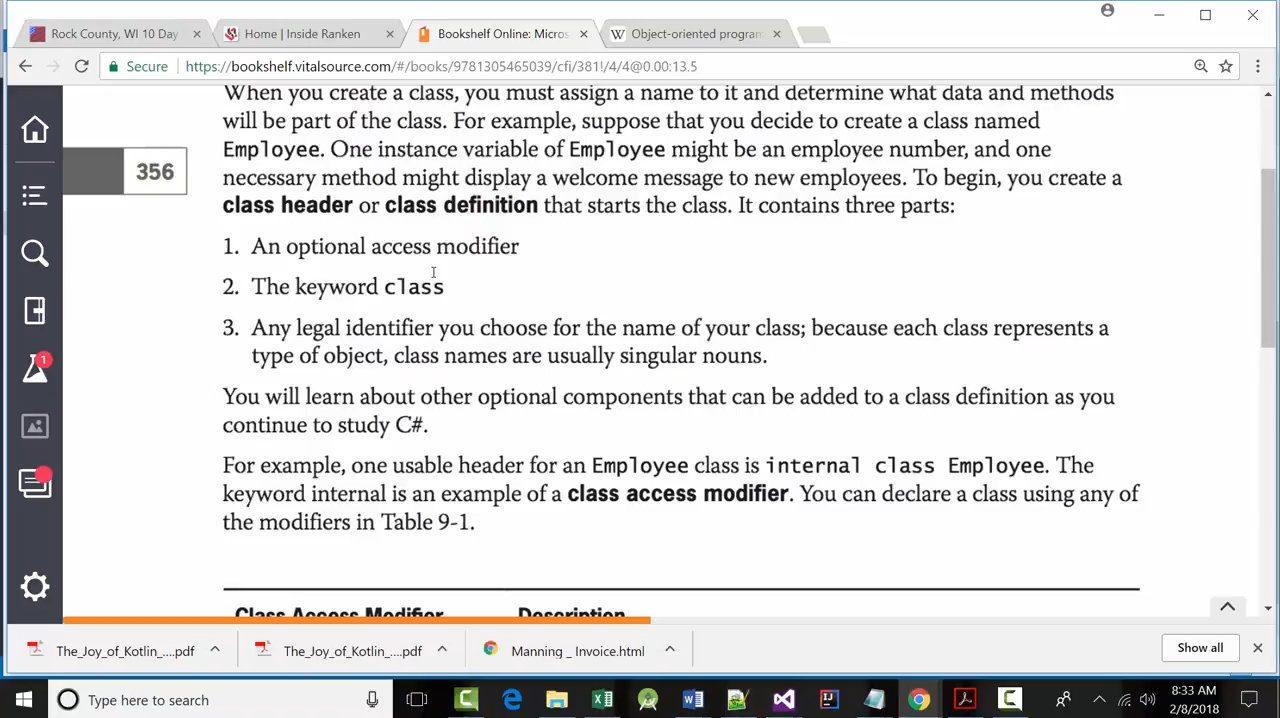 Rock County, WI 10 Day
Home | Inside Ranken
Bookshelf Online: Micros
Object-oriented program
Secure
https://bookshelf.vitalsource.com/#/books/9781305465039/cfi/381!/4/4@0.00:13.5
When you create a class, you must assign a name to it and determine what data and methods
will be part of the class. For example, suppose that you decide to create a class named
356
Employee. One instance variable of Employee might be an employee number, and one
necessary method might display a welcome message to new employees. To begin, you create a
class header or class definition that starts the class. It contains three parts:
1. An optional access modifier
2. The keyword class
3. Any legal identifier you choose for the name of your class; because each class represents a
type of object, class names are usually singular nouns.
1
You will learn about other optional components that can be added to a class definition as you
continue to study C#.
For example, one usable header for an Employee class is internal class Employee. The
keyword internal is an example of a class access modifier. You can declare a class using any of
the modifiers in Table 9-1.
Class Access Modifier Description
The_Joy_of_Kotlin_....pdf
The_Joy_of_Kotlin_....pdf
Manning _ Invoice.html
Show all
Type here to search
8:33 AM
2/8/2018